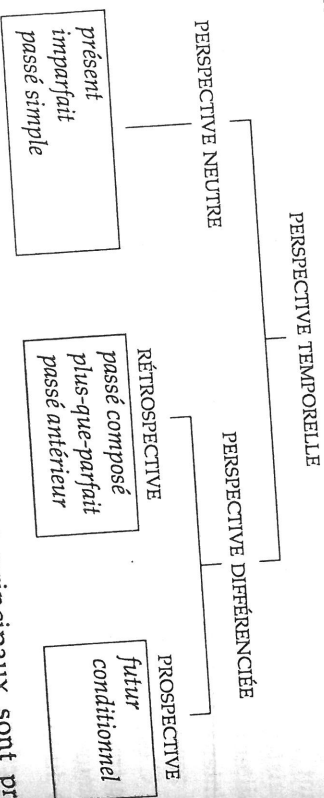 PERSPECTIVE TEMPORELLE
PERSPECTIVE NEUTRE
PERSPECTIVE DIFFÉRENCIÉE
RÉTROSPECTIVE
PROSPECTIVE
présent
imparfait
passé simple
passé composé
plus-que-parfait
passé antérieur
futur
conditionnel
sont